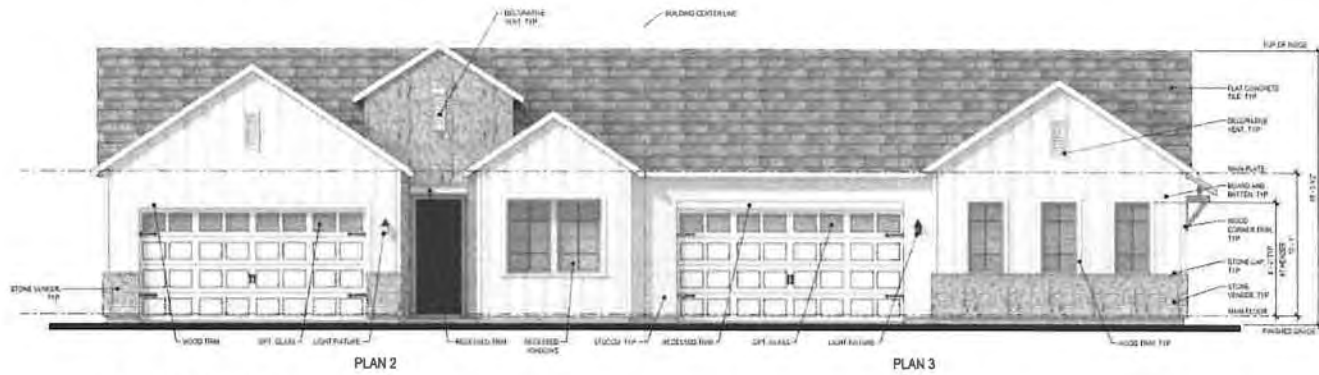 DECORATIVE
VENT, TYP
BUILDING CENTER LINE
TOP OF RIDGE
FLAT CONCRETE
TILE, TYP
DECORATIVE
VENT, TYP
MAIN PLATE
BOARD AND
BATTEN, TYP
WOOD
CORBEL
TYP
STONE CAP,
TYP
STONE
VENEER, TYP
MAIN FLOOR
FINISHED GRADE
AT HEADER
STONE VENEER,
TYP
WOOD TRIM
OPT. GLASS
LIGHT FIXTURE
RECESSED TRIM
RECESSED
WINDOWS
STUCCO TYP
RECESSED TRIM
OPT. GLASS
LIGHT FIXTURE
WOOD TRIM, TYP
PLAN 2
PLAN 3